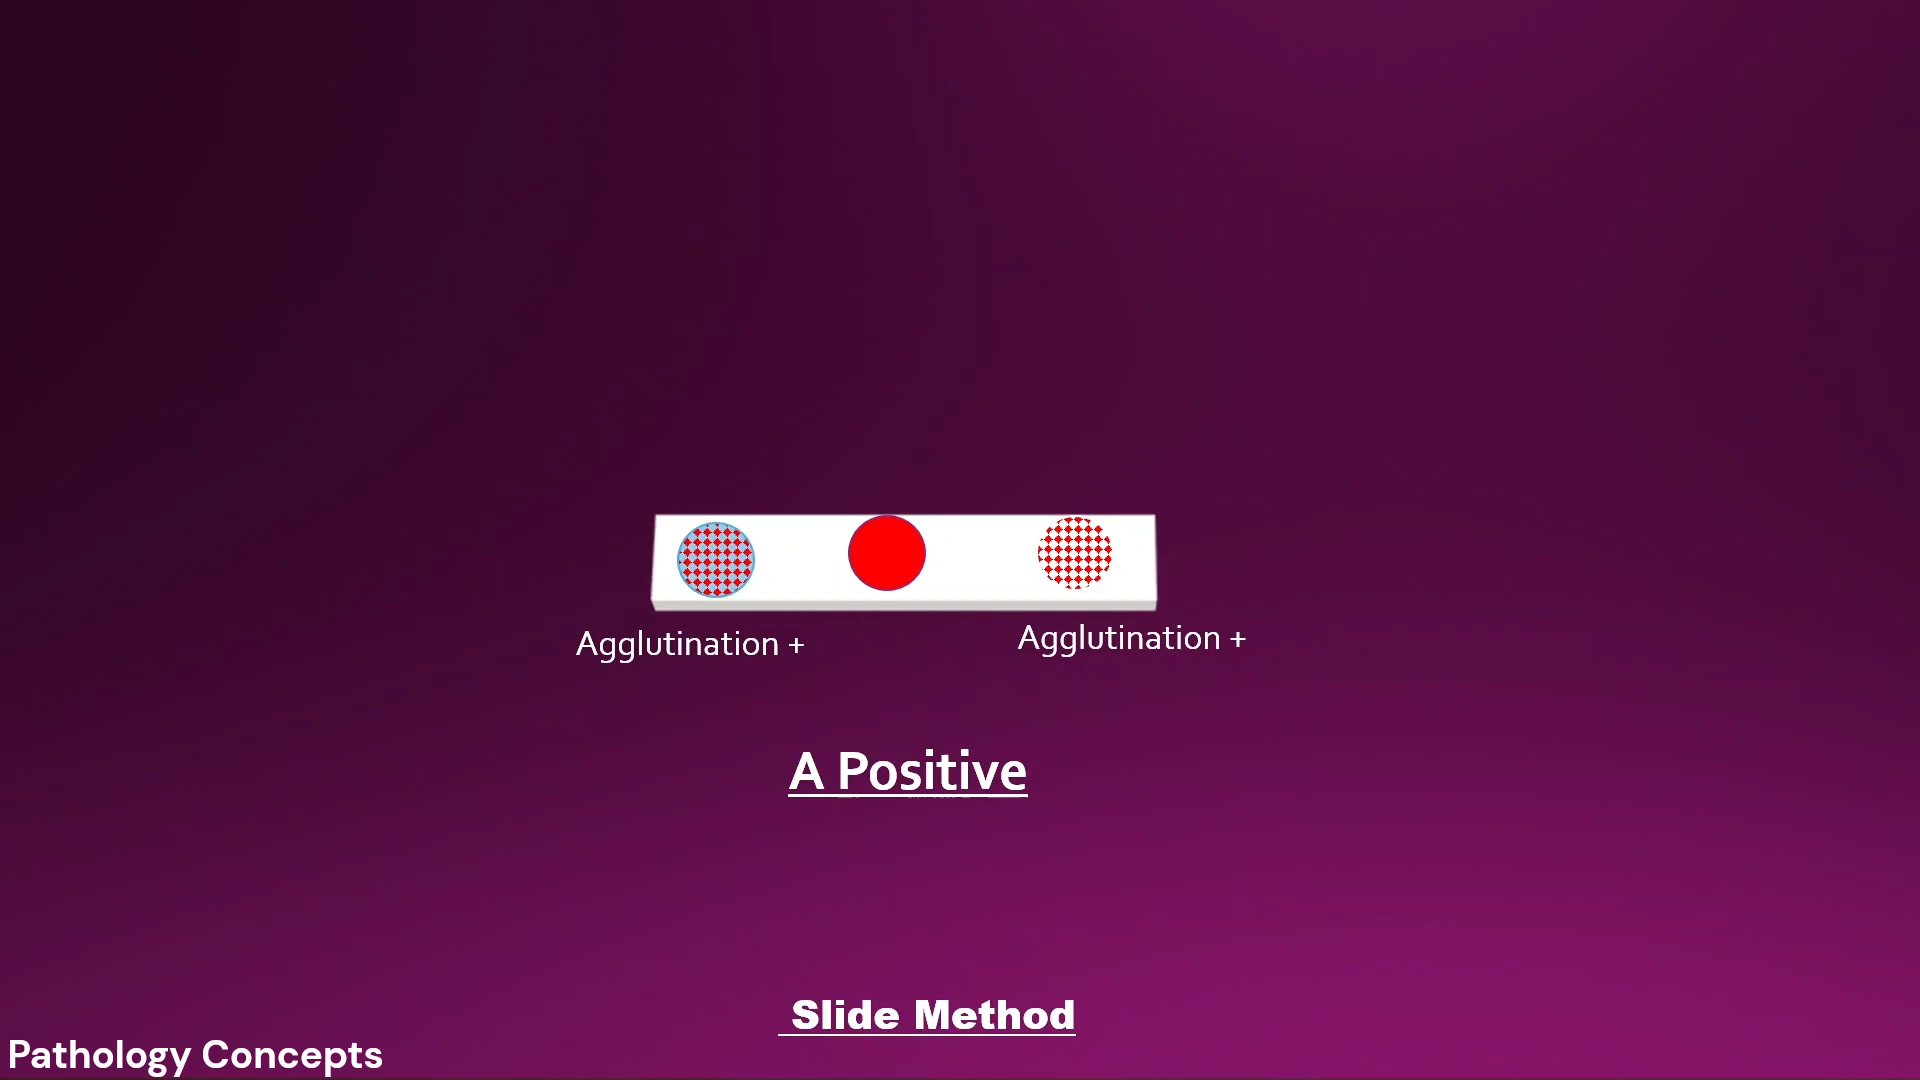 Agglutination +
Agglutination +
A Positive
Slide Method
Pathology Concepts